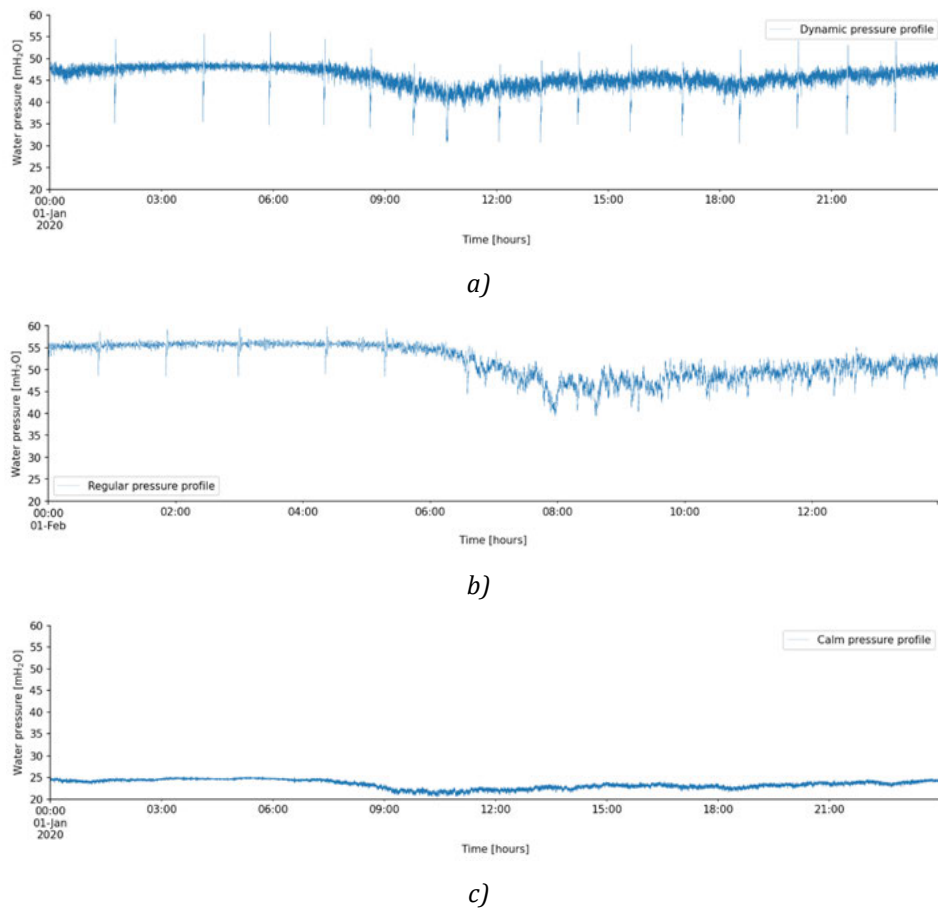 60
55
50
45
40
35
30
25
20
Water pressure [mH₂O]
Dynamic pressure profile
00:00 03:00 06:00 09:00 12:00 15:00 18:00 21:00
01-Jan
2020
Time [hours]
a)
60
55
50
45
40
35
30
25
20
Water pressure [mH₂O]
Regular pressure profile
00:00 02:00 04:00 06:00 08:00 10:00 12:00
01-Feb
Time [hours]
b)
60
55
50
45
40
35
30
25
20
Water pressure [mH₂O]
Calm pressure profile
00:00 03:00 06:00 09:00 12:00 15:00 18:00 21:00
01-Jan
2020
Time [hours]
c)